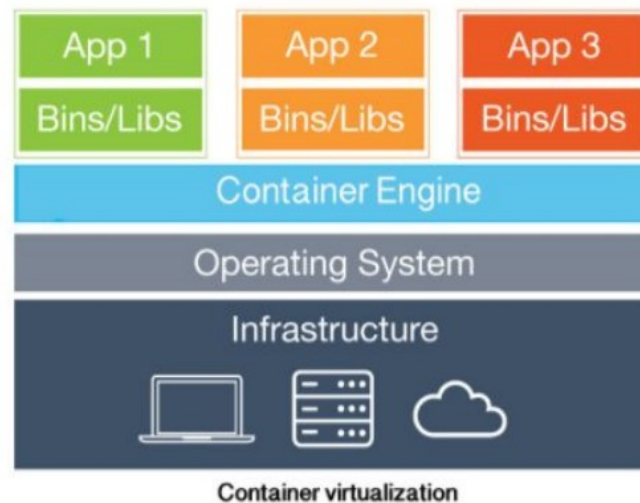 App 1 App 2 App 3
Bins/Libs Bins/Libs Bins/Libs
Container Engine
Operating System
Infrastructure
Container virtualization